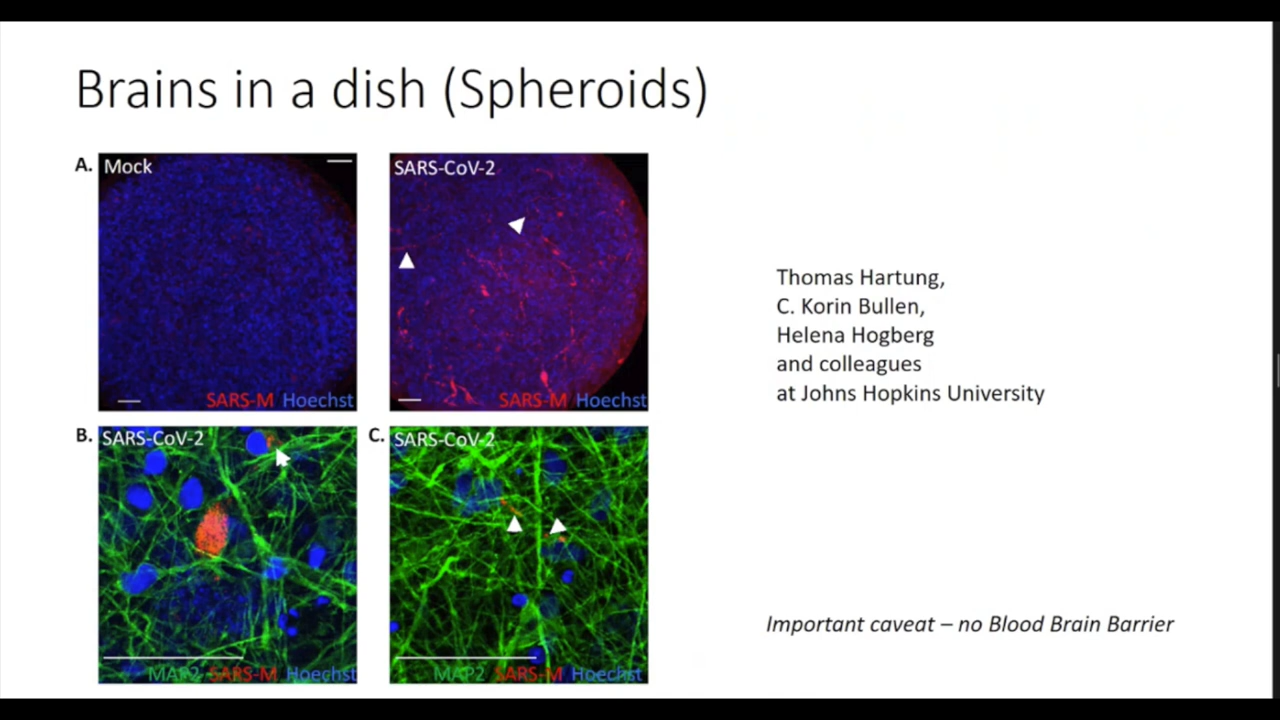 Brains in a dish (Spheroids)
A.
Mock
SARS-M Hoechst
SARS-CoV-2
SARS-M Hoechst
B.
SARS-CoV-2
MAP2 SARS-M Hoechst
C.
SARS-CoV-2
MAP2 SARS-M Hoechst
Thomas Hartung,
C. Korin Bullen,
Helena Hogberg
and colleagues
at Johns Hopkins University
Important caveat – no Blood Brain Barrier